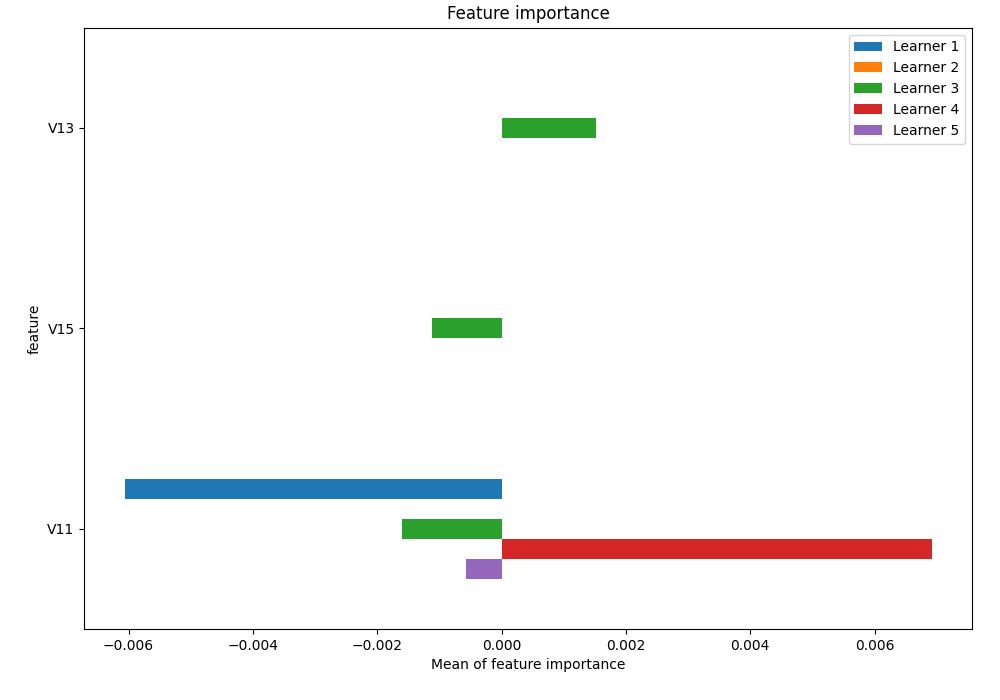 Feature importance
Learner 1
Learner 2
Learner 3
Learner 4
Learner 5
V13
V15
V11
feature
−0.006 −0.004 −0.002 0.000 0.002 0.004 0.006
Mean of feature importance